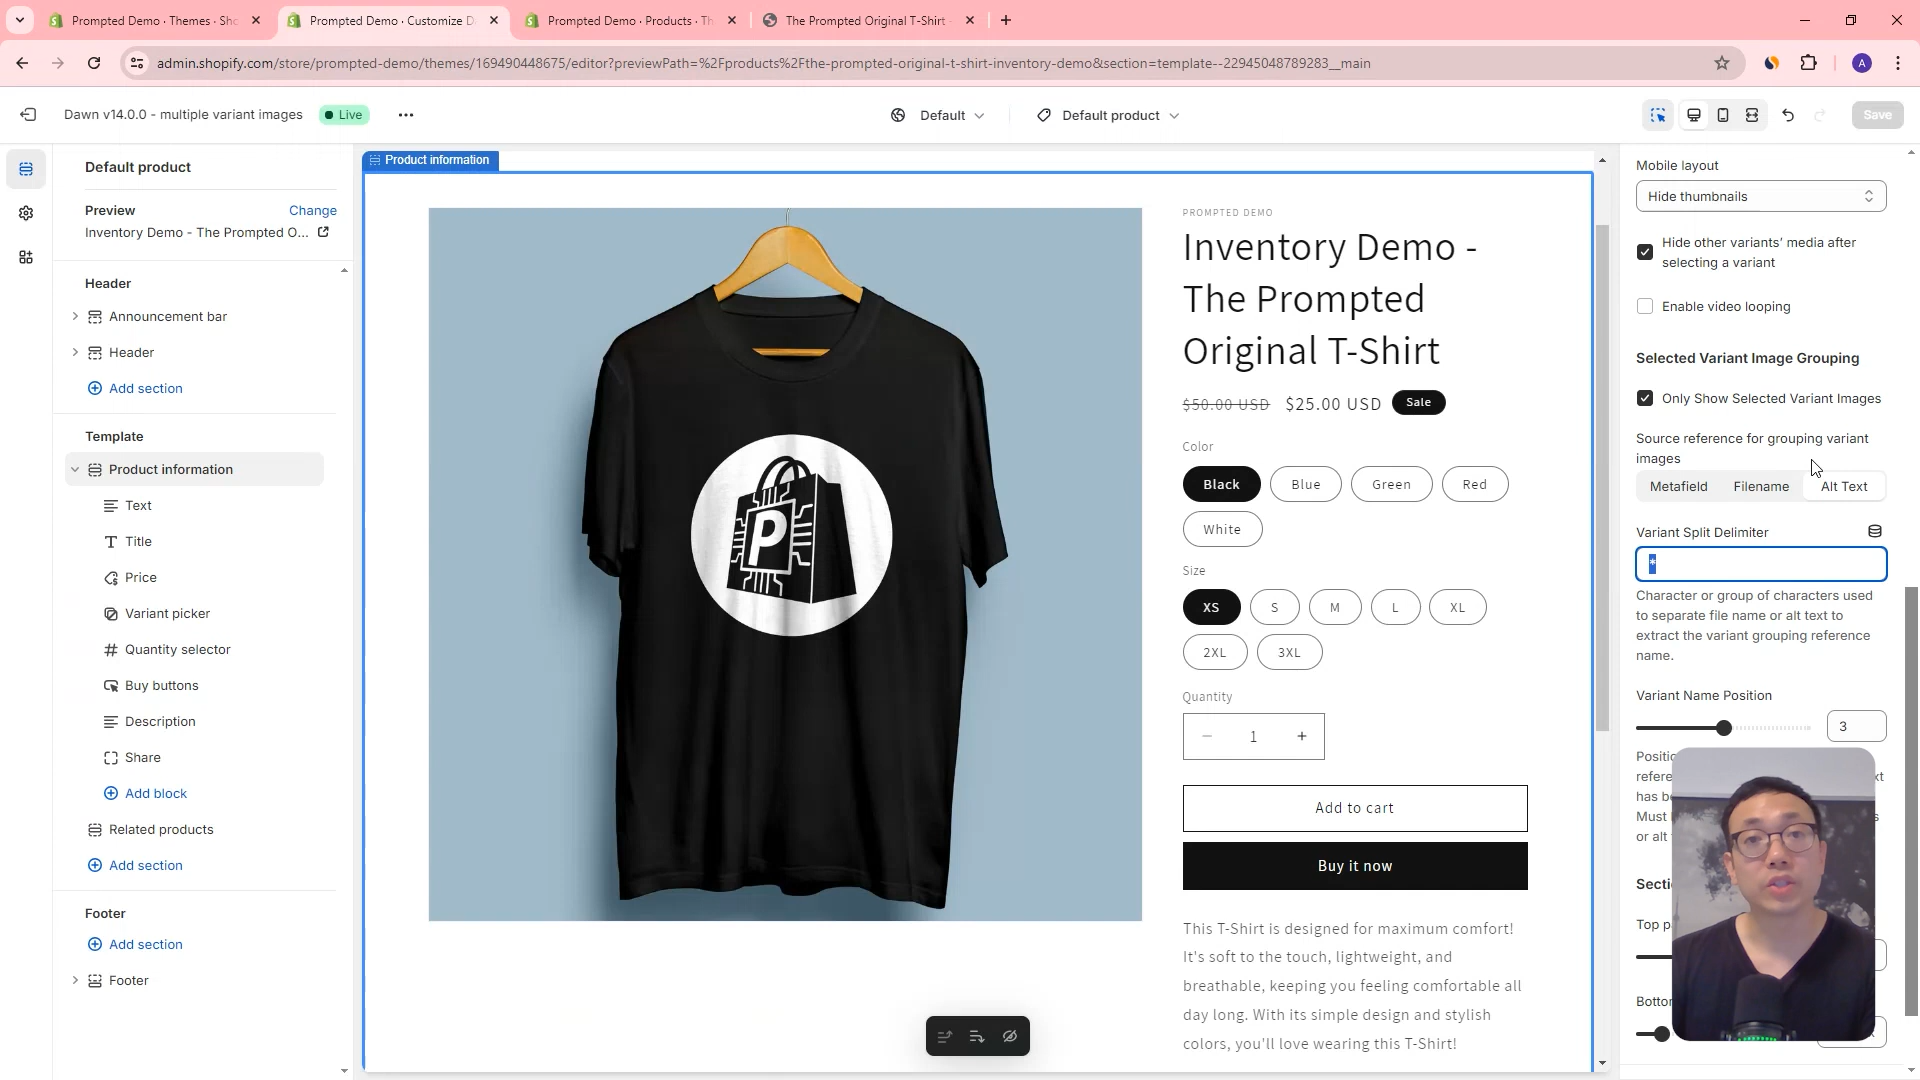 Prompted Demo · Themes · Sho
Prompted Demo · Customize D
Prompted Demo · Products · Th
The Prompted Original T-Shirt
admin.shopify.com/store/prompted-demo/themes/169490448675/editor?previewPath=%2Fproducts%2Fthe-prompted-original-t-shirt-inventory-demo&section=template--22945048789283__main
A
Dawn v14.0.0 - multiple variant images
Live
Default
Default product
Save
Default product
Preview
Change
Inventory Demo - The Prompted O...
Header
Announcement bar
Header
Add section
Template
Product information
Text
Title
Price
Variant picker
Quantity selector
Buy buttons
Description
Share
Add block
Related products
Add section
Footer
Add section
Footer
Product information
P
PROMPTED DEMO
Inventory Demo -
The Prompted
Original T-Shirt
$50.00 USD $25.00 USD Sale
Color
Black Blue Green Red
White
Size
XS S M L XL
2XL 3XL
Quantity
− 1 +
Add to cart
Buy it now
This T-Shirt is designed for maximum comfort!
It's soft to the touch, lightweight, and
breathable, keeping you feeling comfortable all
day long. With its simple design and stylish
colors, you'll love wearing this T-Shirt!
Mobile layout
Hide thumbnails
Hide other variants' media after
selecting a variant
Enable video looping
Selected Variant Image Grouping
Only Show Selected Variant Images
Source reference for grouping variant
images
Metafield Filename Alt Text
Variant Split Delimiter
*
Character or group of characters used
to separate file name or alt text to
extract the variant grouping reference
name.
Variant Name Position
3
has
Must
or alt
Top